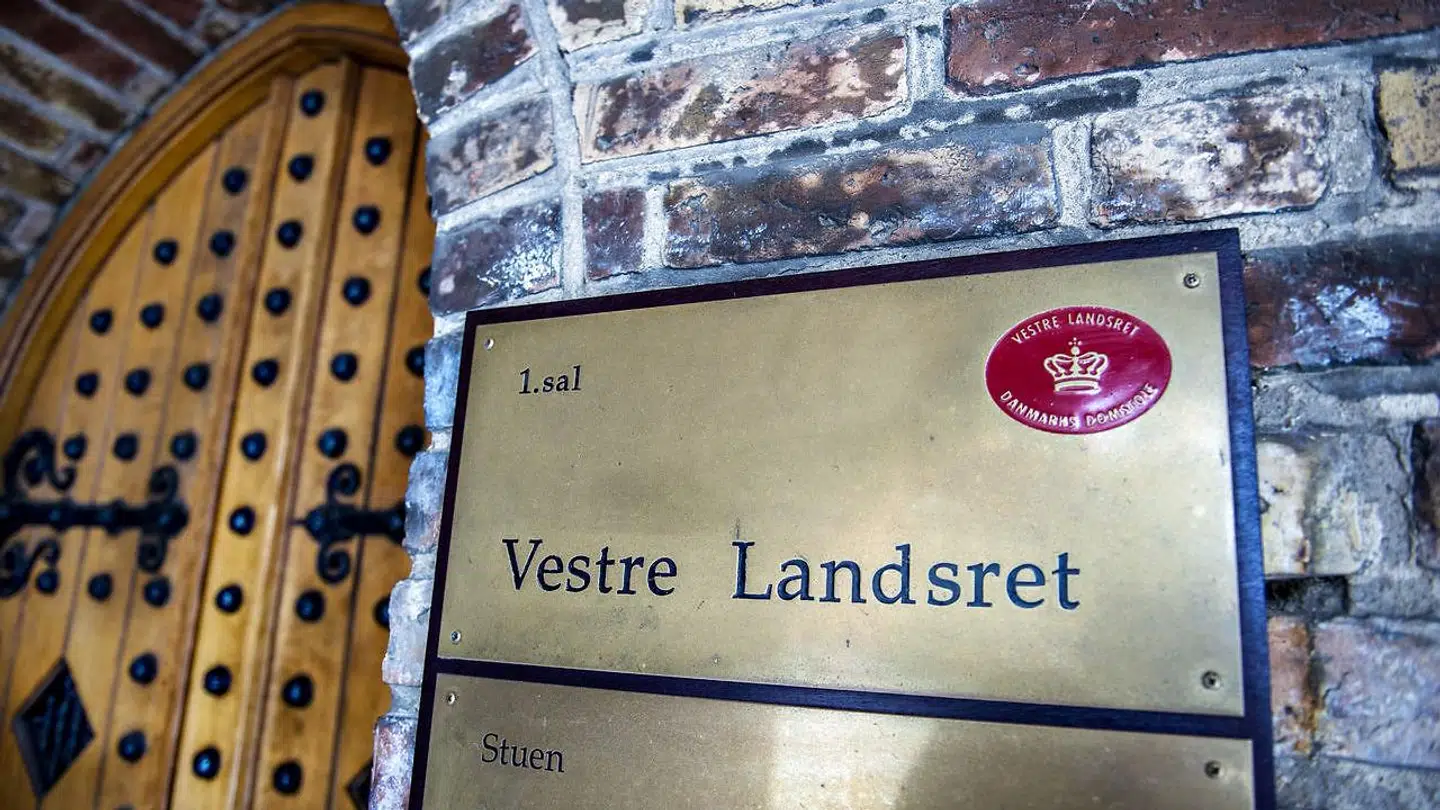 1.sal
VESTRE LANDSRET
DANMARKS DOMSTOLE
Vestre Landsret
Stuen